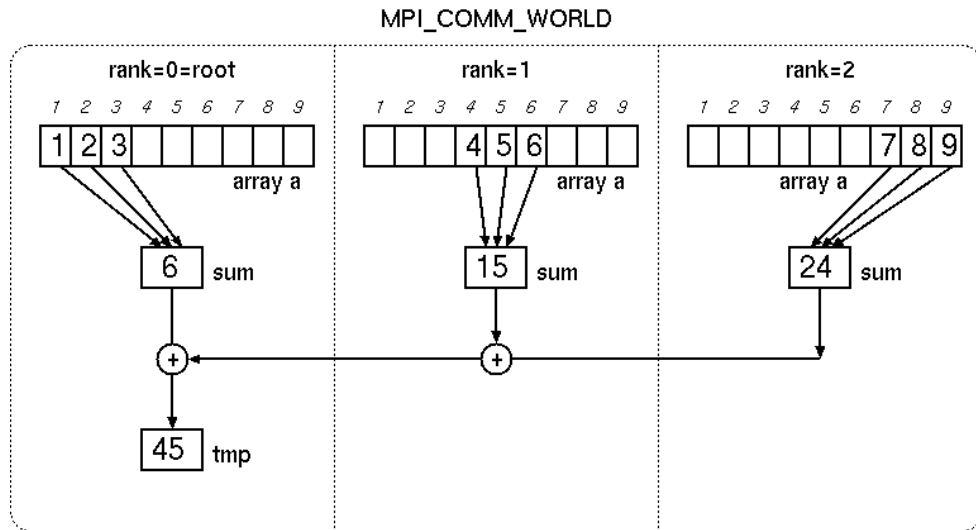 MPI_COMM_WORLD
rank=0=root rank=1 rank=2
1 2 3 4 5 6 7 8 9 1 2 3 4 5 6 7 8 9 1 2 3 4 5 6 7 8 9
1 2 3 4 5 6 7 8 9
array a array a array a
6 sum 15 sum 24 sum
+ +
45 tmp